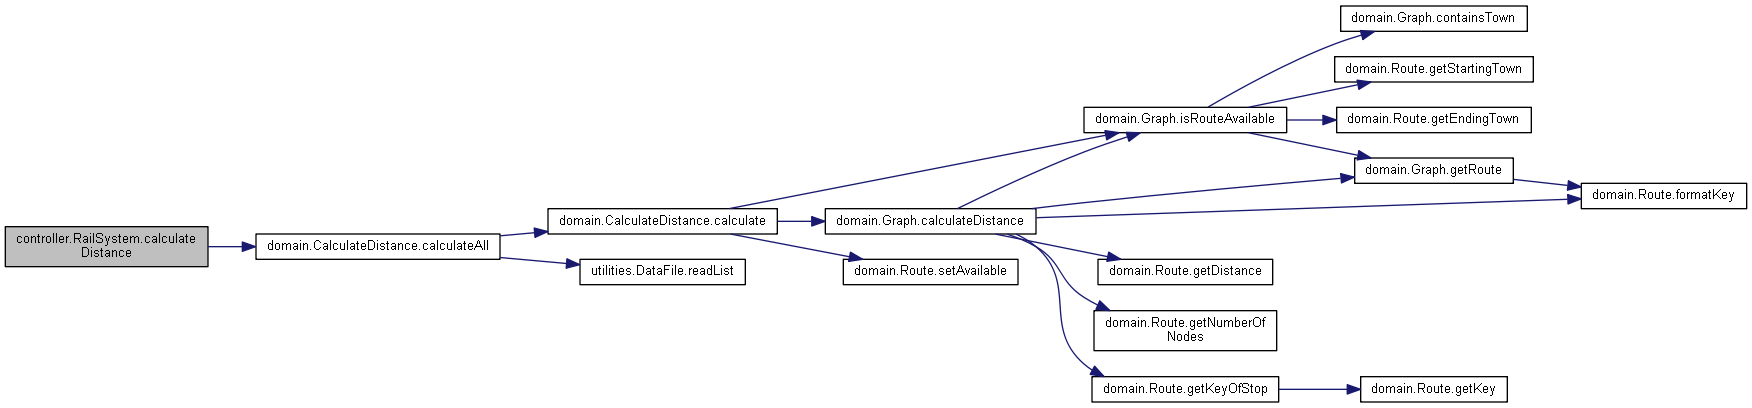 controller.RailSystem.calculate
Distance
domain.CalculateDistance.calculateAll
domain.CalculateDistance.calculate
utilities.DataFile.readList
domain.Graph.calculateDistance
domain.Route.setAvailable
domain.Graph.isRouteAvailable
domain.Route.getDistance
domain.Route.getNumberOf
Nodes
domain.Route.getKeyOfStop
domain.Graph.containsTown
domain.Route.getStartingTown
domain.Route.getEndingTown
domain.Graph.getRoute
domain.Route.getKey
domain.Route.formatKey